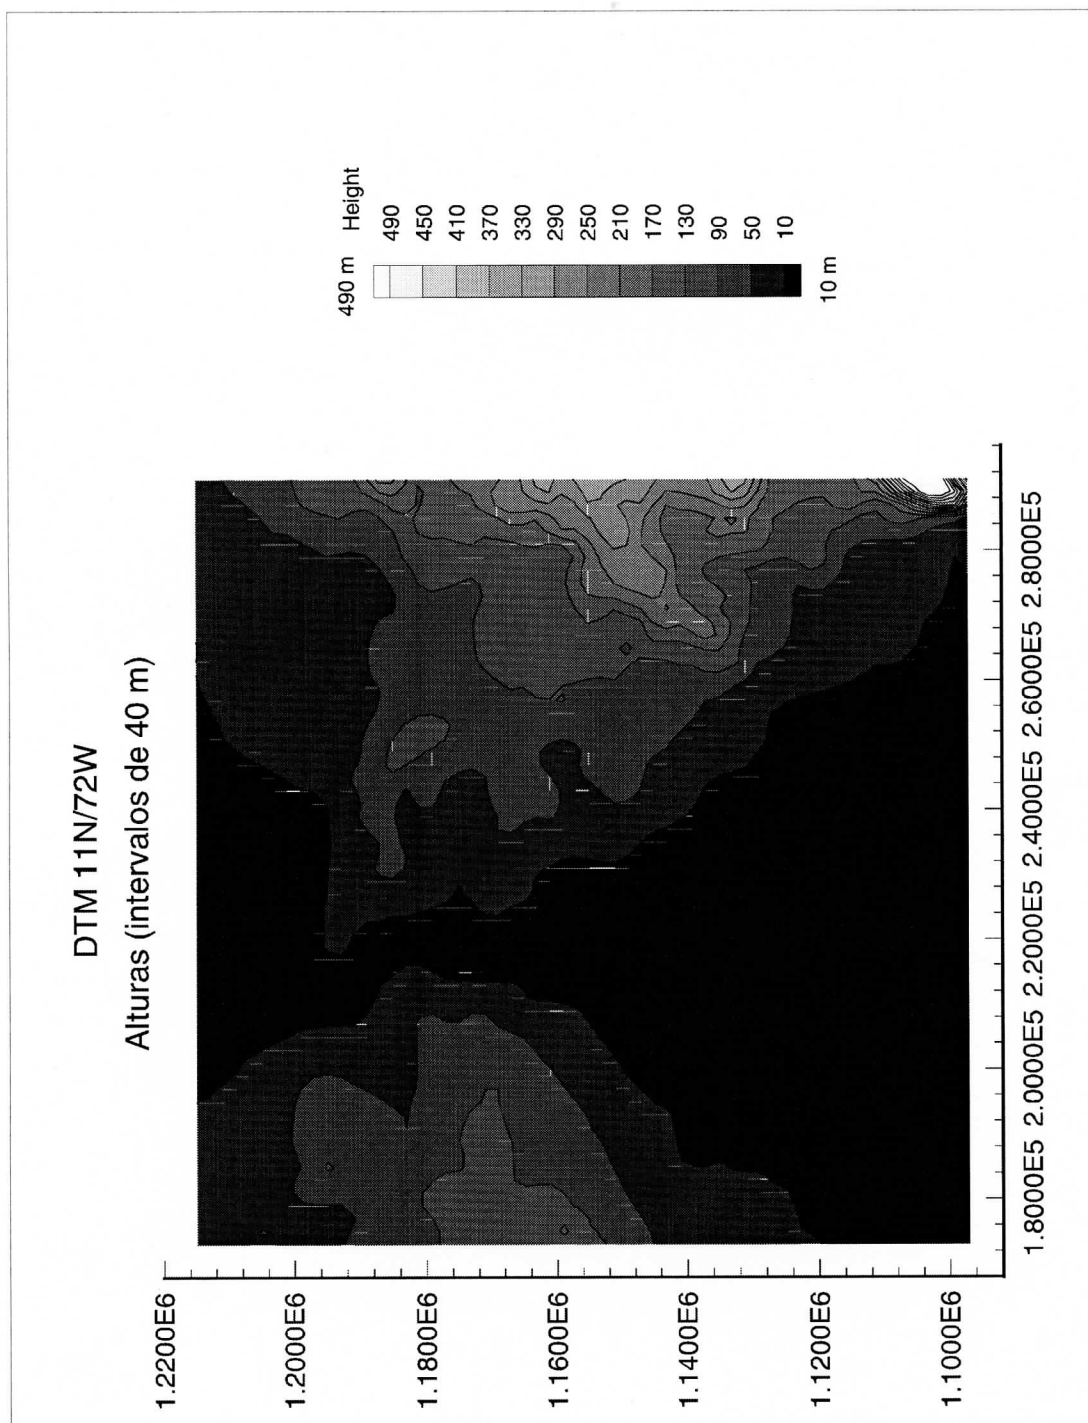 DTM 11N/72W
Alturas (intervalos de 40 m)
1.2200E6
1.2000E6
1.1800E6
1.1600E6
1.1400E6
1.1200E6
1.1000E6
1.8000E5 2.0000E5 2.2000E5 2.4000E5 2.6000E5 2.8000E5
490 m Height
490
450
410
370
330
290
250
210
170
130
90
50
10
10 m